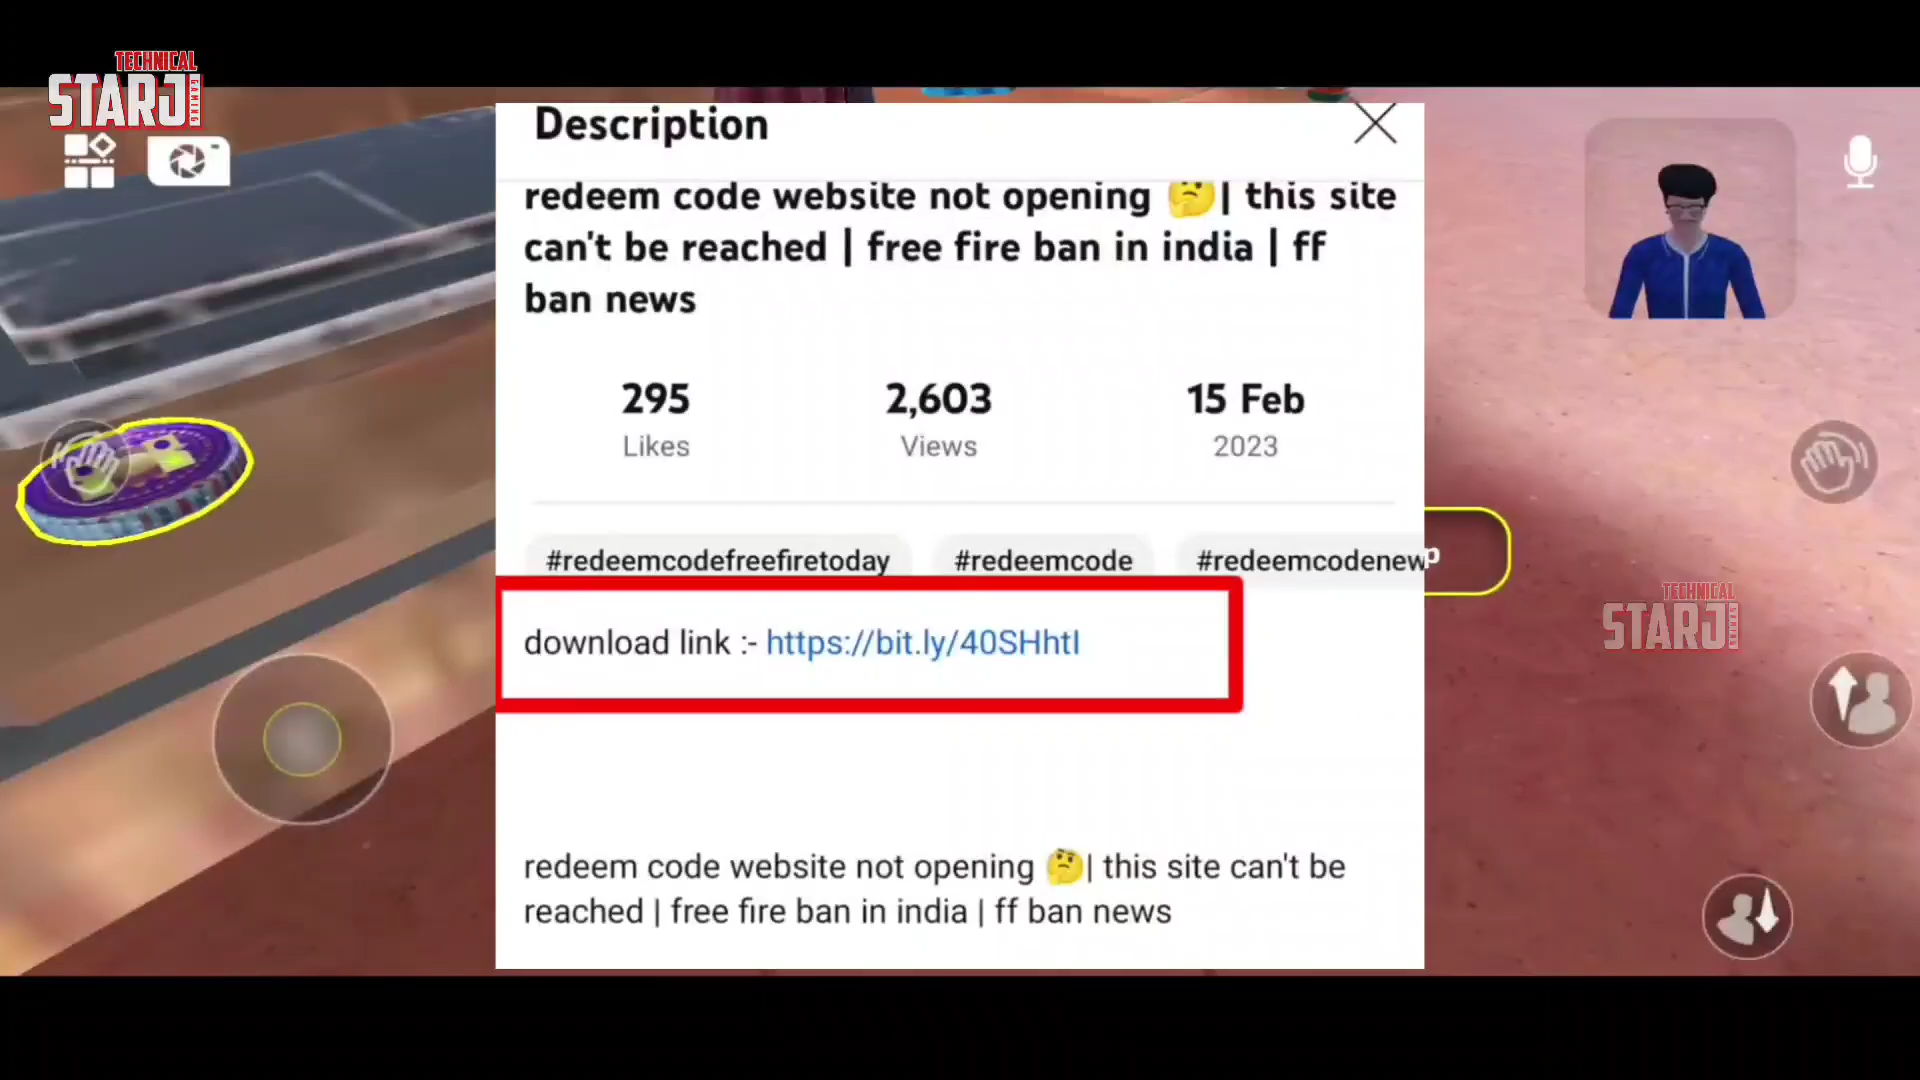 TECHNICAL
STARJI
GAMING
Description
redeem code website not opening 🤔| this site
can't be reached | free fire ban in india | ff
ban news
295
2,603
15 Feb
Likes
Views
2023
#redeemcodefreefiretoday
#redeemcode
#redeemcodenew
p
download link :- https://bit.ly/40SHhtI
TECHNICAL
STARJI
GAMING
redeem code website not opening 🤔| this site can't be
reached | free fire ban in india | ff ban news